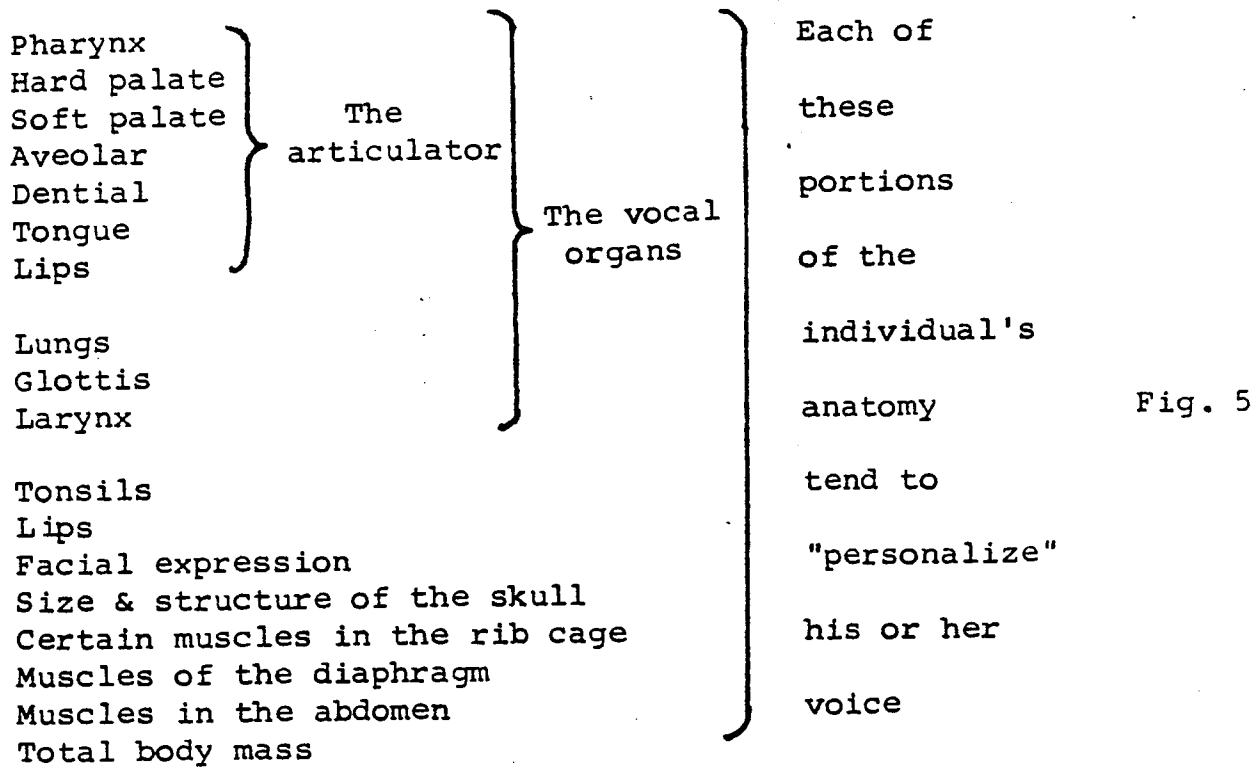 Pharynx
Hard palate
Soft palate
Aveolar
Dential
Tongue
Lips
The
articulator
Lungs
Glottis
Larynx
The vocal
organs
Tonsils
Lips
Facial expression
Size & structure of the skull
Certain muscles in the rib cage
Muscles of the diaphragm
Muscles in the abdomen
Total body mass
Each of
these
portions
of the
individual's
anatomy
tend to
"personalize"
his or her
voice
Fig. 5